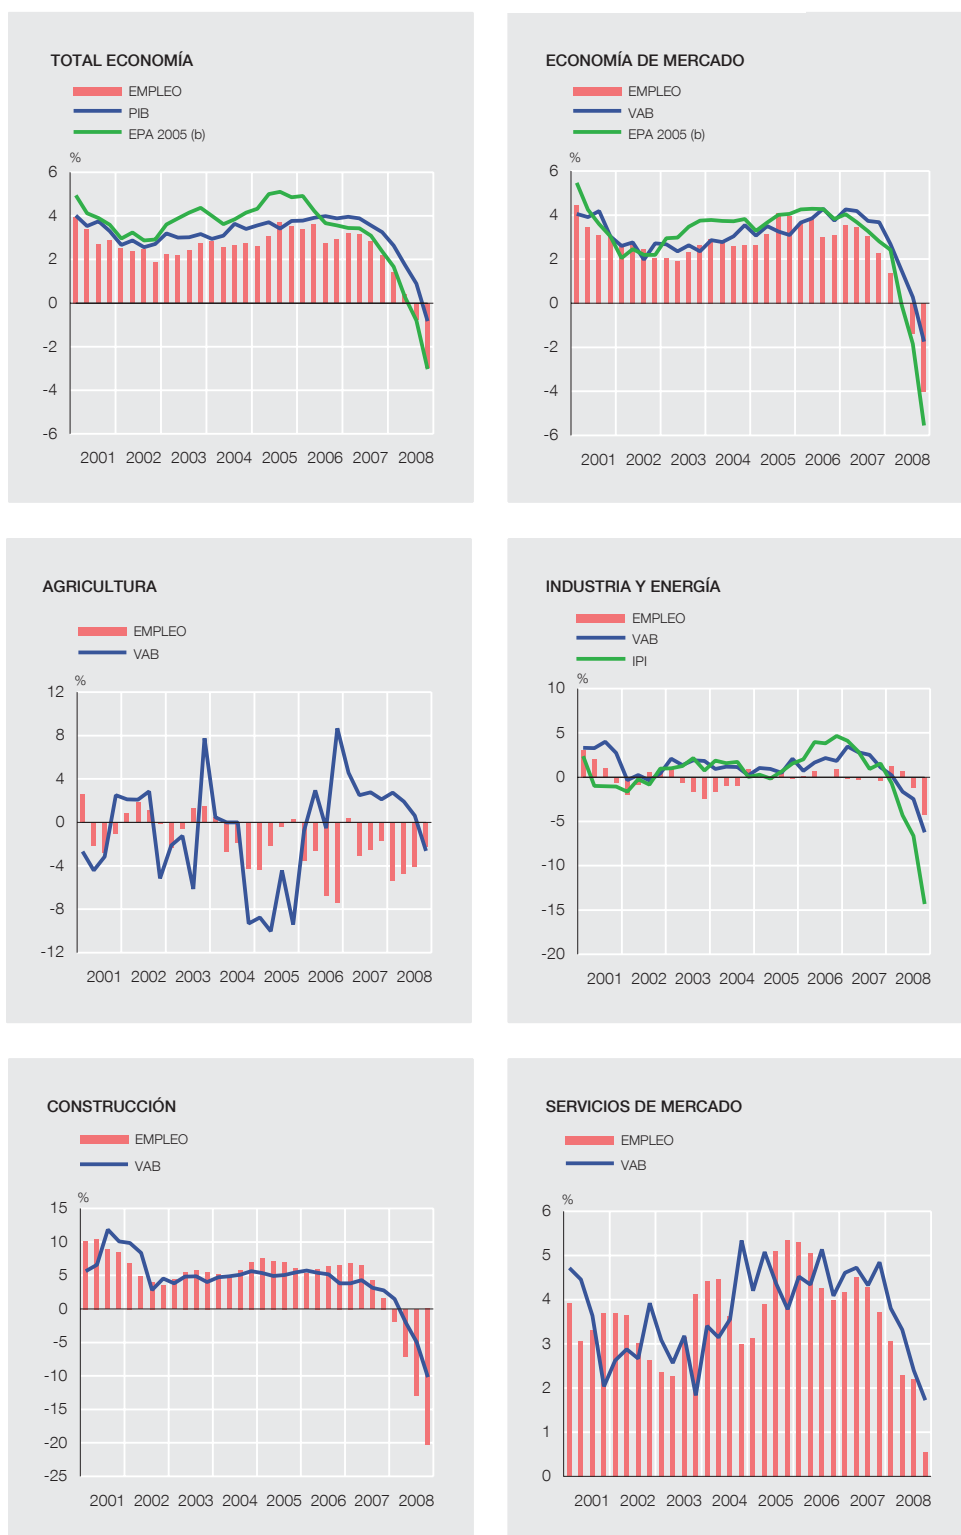 TOTAL ECONOMÍA
EMPLEO
PIB
EPA 2005 (b)
%
6
4
2
0
-2
-4
-6
2001 2002 2003 2004 2005 2006 2007 2008
ECONOMÍA DE MERCADO
EMPLEO
VAB
EPA 2005 (b)
%
6
4
2
0
-2
-4
-6
2001 2002 2003 2004 2005 2006 2007 2008
AGRICULTURA
EMPLEO
VAB
%
12
8
4
0
-4
-8
-12
2001 2002 2003 2004 2005 2006 2007 2008
INDUSTRIA Y ENERGÍA
EMPLEO
VAB
IPI
%
10
5
0
-5
-10
-15
-20
2001 2002 2003 2004 2005 2006 2007 2008
CONSTRUCCIÓN
EMPLEO
VAB
%
15
10
5
0
-5
-10
-15
-20
-25
2001 2002 2003 2004 2005 2006 2007 2008
SERVICIOS DE MERCADO
EMPLEO
VAB
%
6
5
4
3
2
1
0
2001 2002 2003 2004 2005 2006 2007 2008